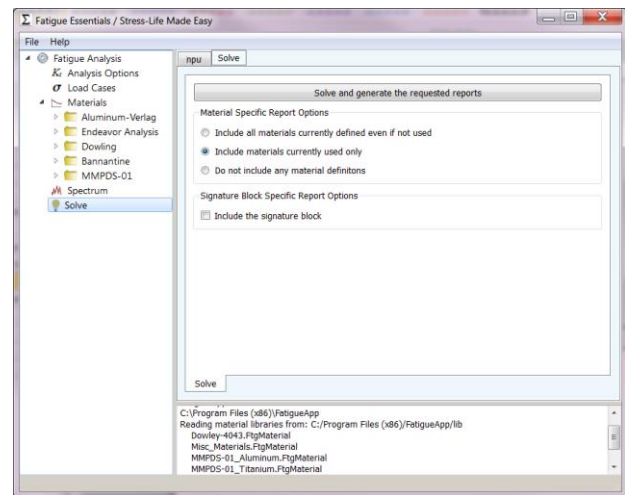 Σ Fatigue Essentials / Stress-Life Made Easy
File Help
Fatigue Analysis
Kt Analysis Options
σ Load Cases
Materials
Aluminum-Verlag
Endeavor Analysis
Dowling
Bannantine
MMPDS-01
Spectrum
Solve
npu Solve
Solve and generate the requested reports
Material Specific Report Options
Include all materials currently defined even if not used
Include materials currently used only
Do not include any material definitons
Signature Block Specific Report Options
Include the signature block
Solve
C:\Program Files (x86)\FatigueApp
Reading material libraries from: C:/Program Files (x86)/FatigueApp/lib
Dowley-4043.FtgMaterial
Misc_Materials.FtgMaterial
MMPDS-01_Aluminum.FtgMaterial
MMPDS-01_Titanium.FtgMaterial